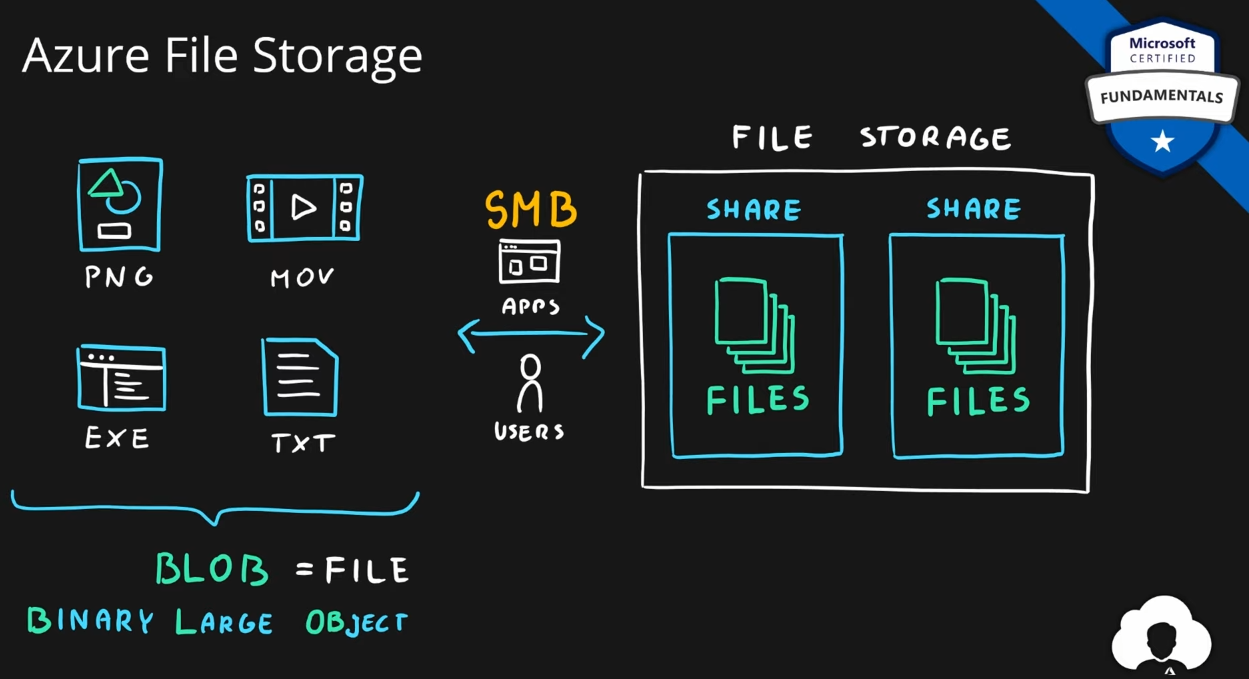 Azure File Storage
Microsoft
CERTIFIED
FUNDAMENTALS
FILE STORAGE
SMB
SHARE
SHARE
PNG
MOV
APPS
EXE
TXT
USERS
FILES
FILES
BLOB = FILE
BINARY LARGE OBJECT